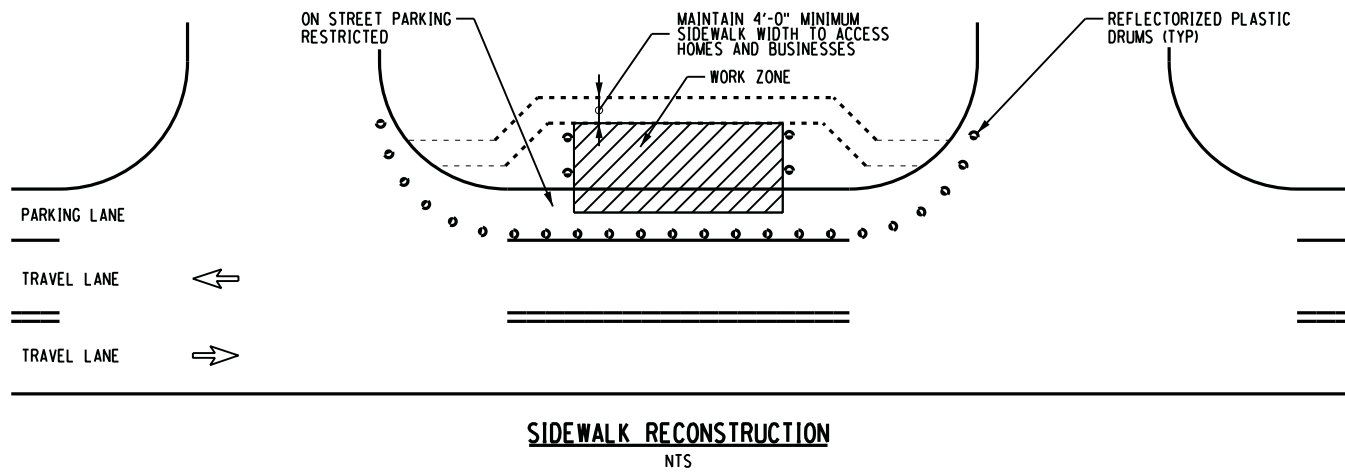 ON STREET PARKING
RESTRICTED
MAINTAIN 4'-0" MINIMUM
SIDEWALK WIDTH TO ACCESS
HOMES AND BUSINESSES
WORK ZONE
REFLECTORIZED PLASTIC
DRUMS (TYP)
PARKING LANE
TRAVEL LANE
TRAVEL LANE
SIDEWALK RECONSTRUCTION
NTS